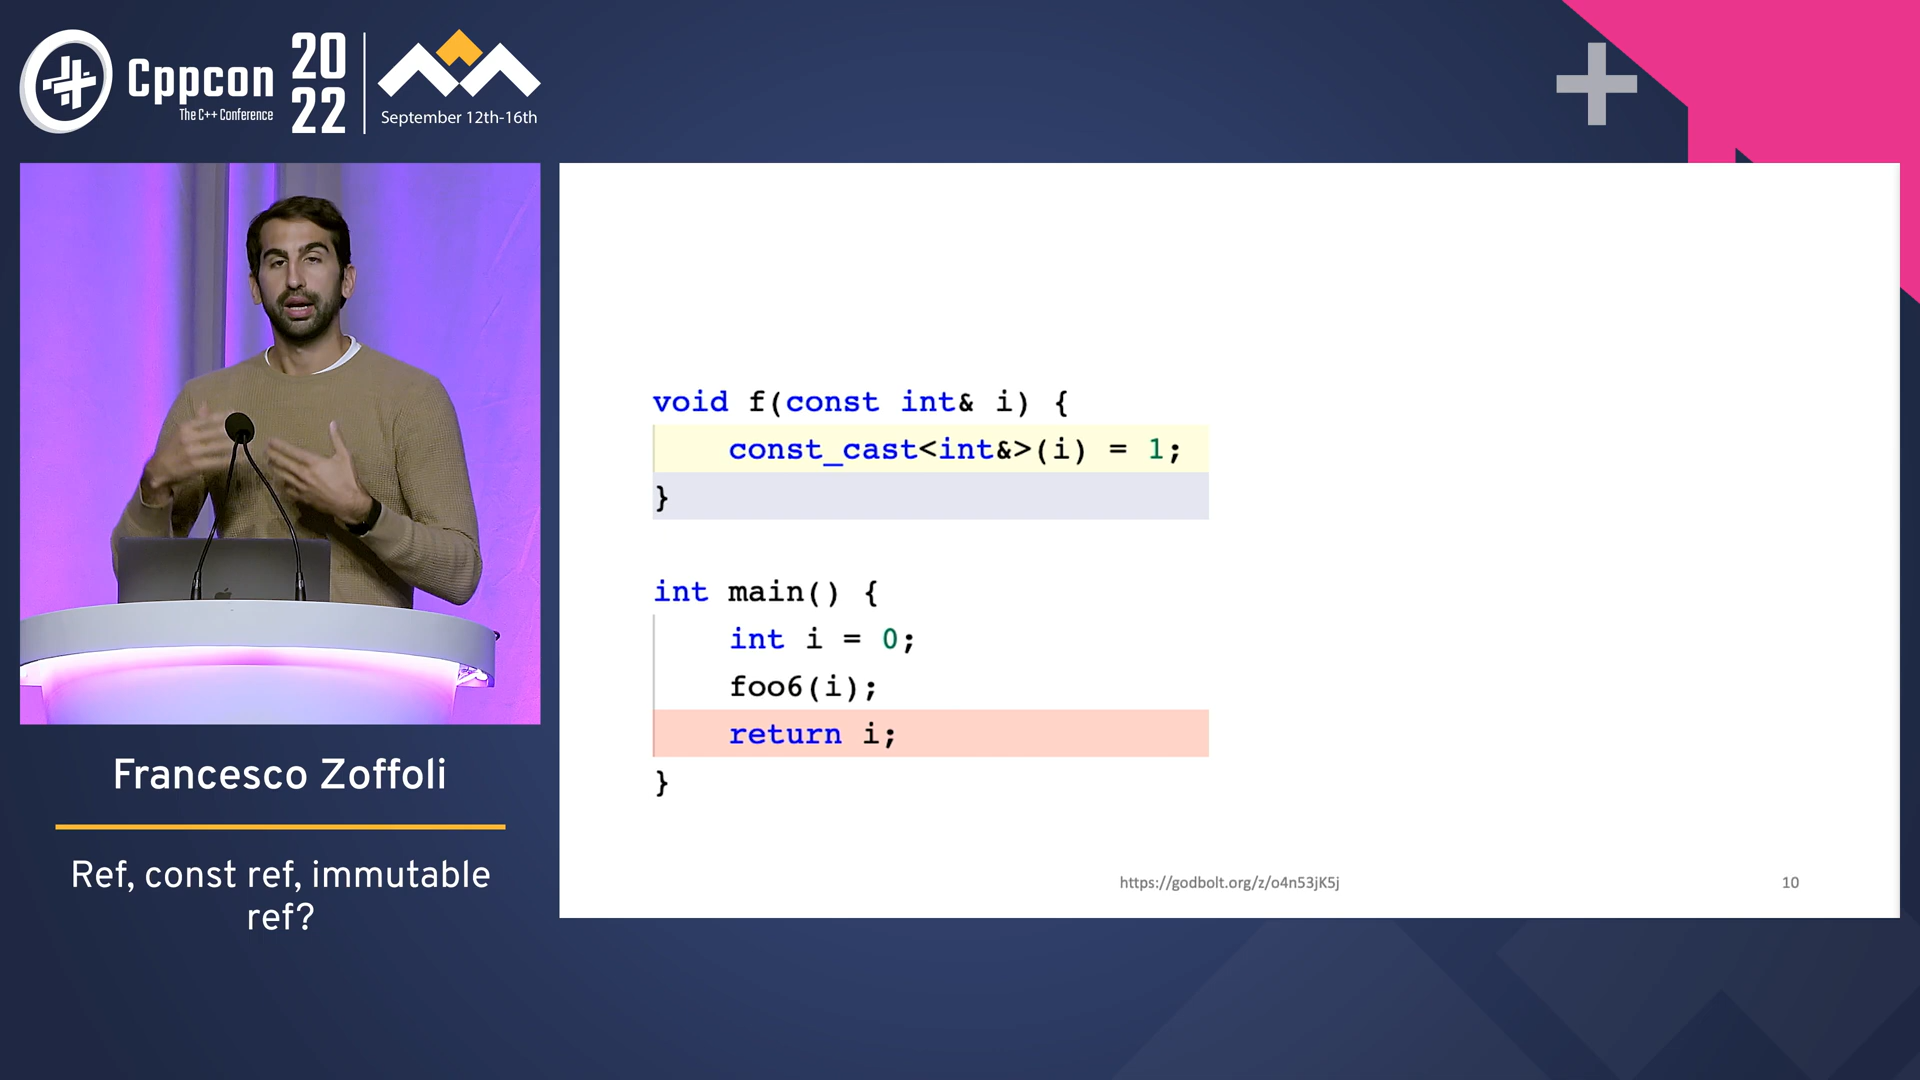 Cppcon
The C++ Conference
20
22
September 12th-16th
void f(const int& i) {
    const_cast<int&>(i) = 1;
}
int main() {
    int i = 0;
    foo6(i);
    return i;
}
https://godbolt.org/z/o4n53jK5j
10
Francesco Zoffoli
Ref, const ref, immutable
ref?